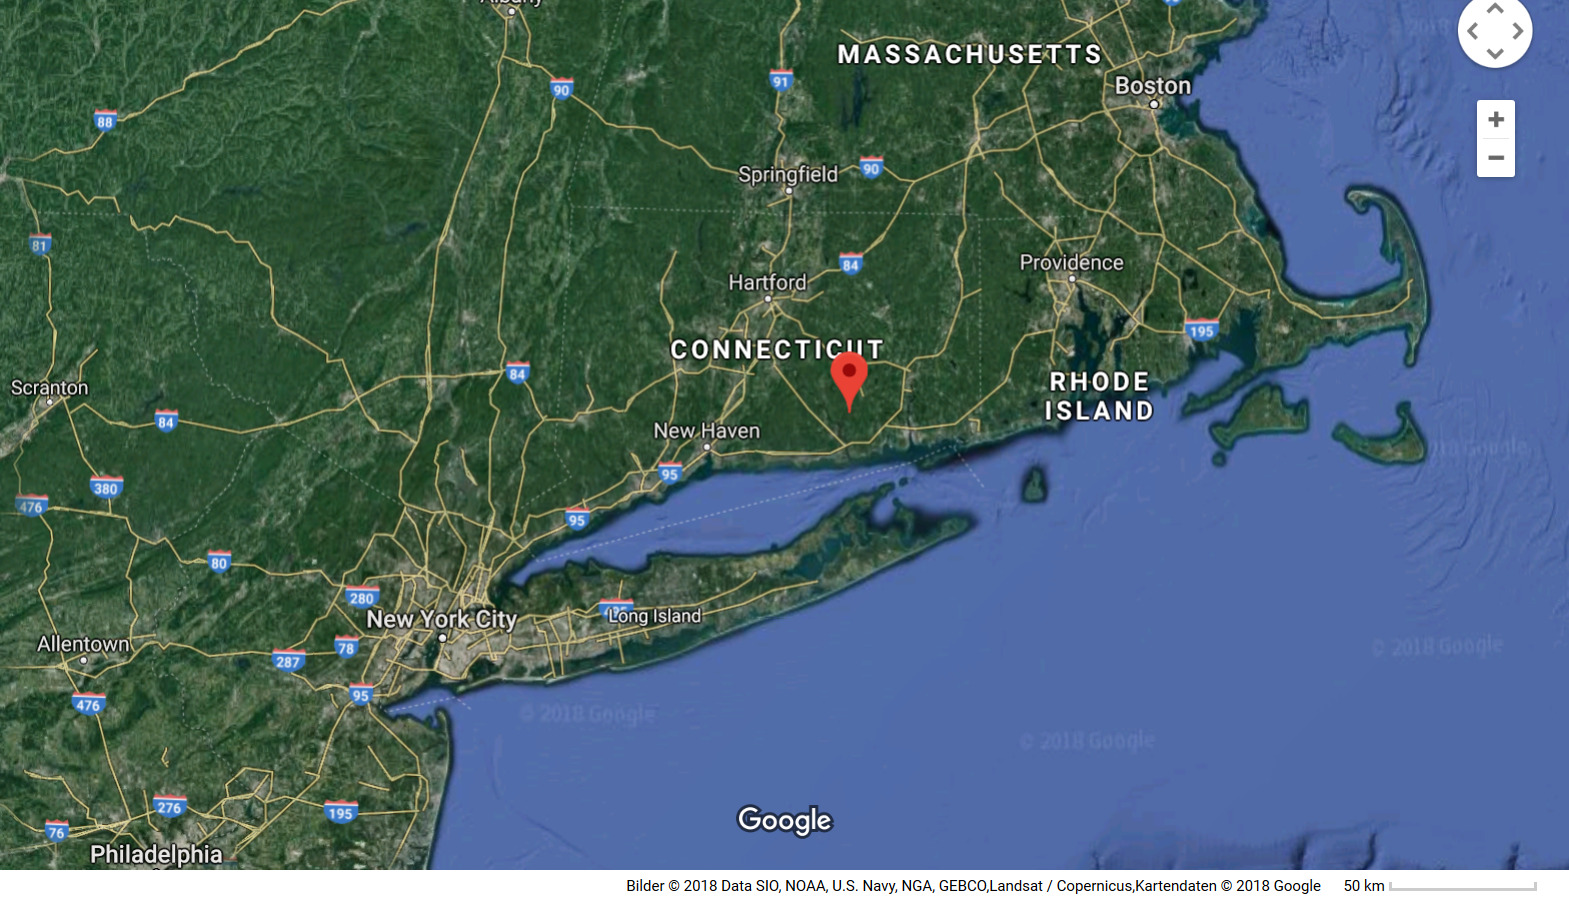 Albany
MASSACHUSETTS
Boston
90
91
88
Springfield
90
81
Hartford
84
Providence
195
CONNECTICUT
84
RHODE
ISLAND
Scranton
84
New Haven
95
380
476
95
80
280
New York City
Long Island
Allentown
78
287
95
476
© 2018 Google
© 2018 Google
© 2018 Google
276
195
76
Google
Philadelphia
Bilder © 2018 Data SIO, NOAA, U.S. Navy, NGA, GEBCO,Landsat / Copernicus,Kartendaten © 2018 Google 50 km